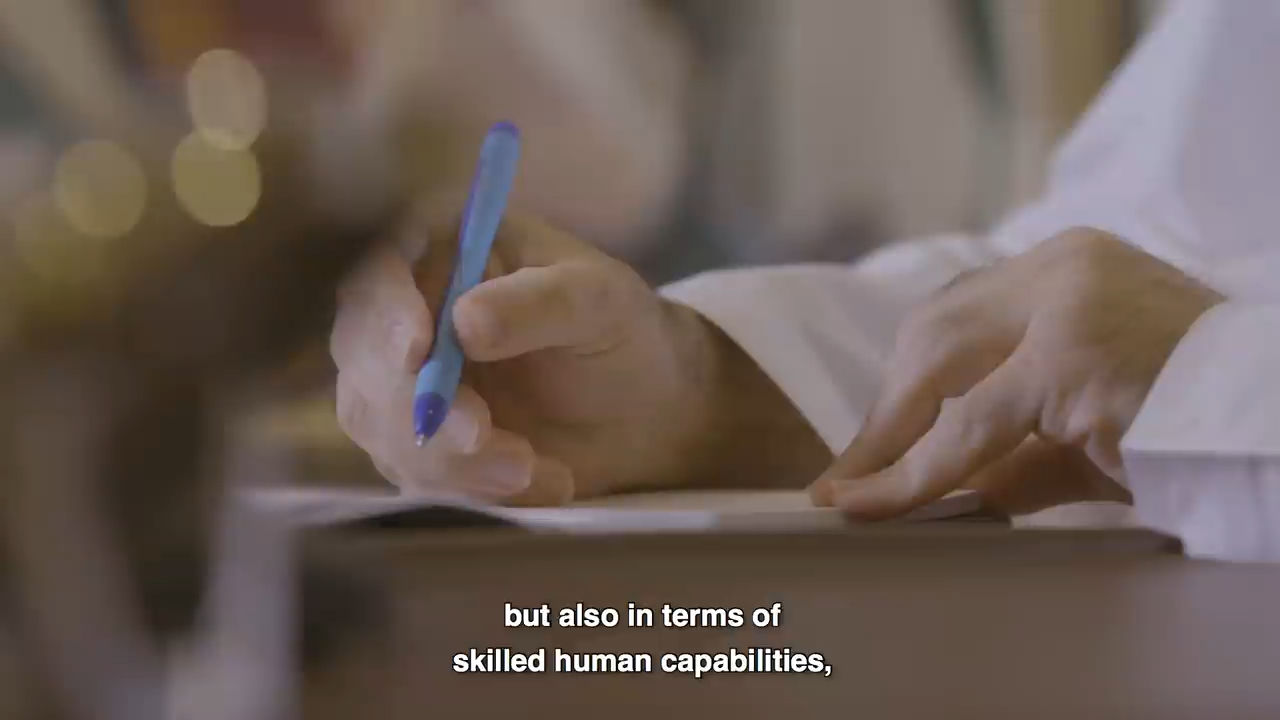 but also in terms of
skilled human capabilities,